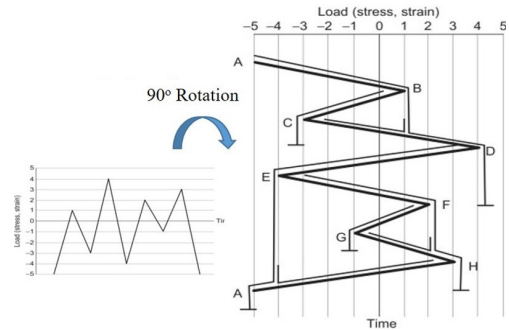 Load (stress, strain)
-5 -4 -3 -2 -1 0 1 2 3 4 5
A
B
90° Rotation
C
D
E
5
4
3
2
1
0
-1
-2
-3
-4
-5
Load (stress, strain)
F
G
H
A
Time